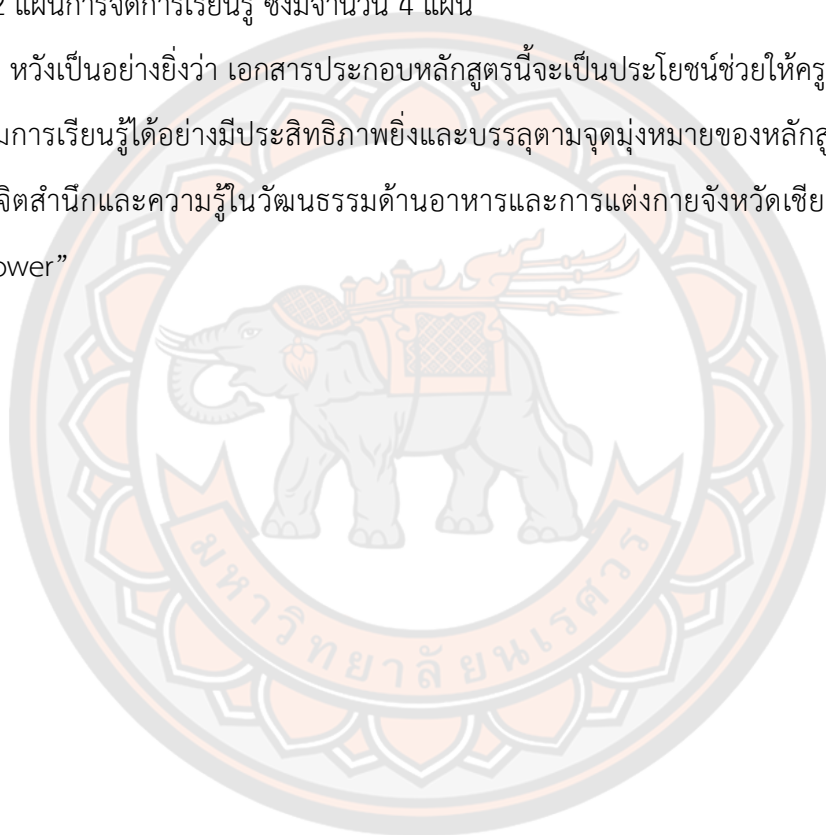 2 แผนการจัดการเรียนรู้ ซึ่งมีจำนวน 4 แผน
หวังเป็นอย่างยิ่งว่า เอกสารประกอบหลักสูตรนี้จะเป็นประโยชน์ช่วยให้ครู
มการเรียนรู้ได้อย่างมีประสิทธิภาพยิ่งและบรรลุตามจุดมุ่งหมายของหลักสู
จิตสำนึกและความรู้ในวัฒนธรรมด้านอาหารและการแต่งกายจังหวัดเชีย
ower”
มหาวิทยาลัยนเรศวร